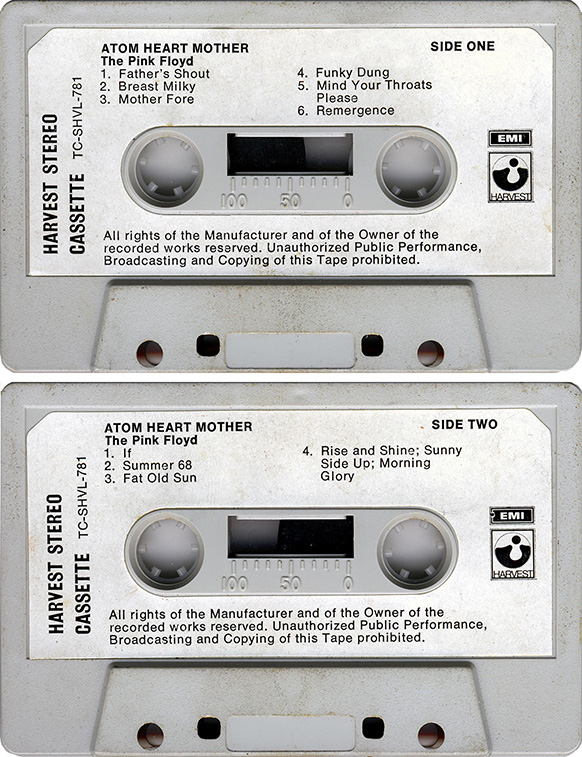 ATOM HEART MOTHER
SIDE ONE
The Pink Floyd
1. Father's Shout
2. Breast Milky
3. Mother Fore
4. Funky Dung
5. Mind Your Throats
Please
6. Remergence
HARVEST STEREO
CASSETTE TC-SHVL-781
EMI
HARVEST
100 50 0
All rights of the Manufacturer and of the Owner of the
recorded works reserved. Unauthorized Public Performance,
Broadcasting and Copying of this Tape prohibited.
ATOM HEART MOTHER
SIDE TWO
The Pink Floyd
1. If
2. Summer 68
3. Fat Old Sun
4. Rise and Shine; Sunny
Side Up; Morning
Glory
HARVEST STEREO
CASSETTE TC-SHVL-781
EMI
HARVEST
100 50 0
All rights of the Manufacturer and of the Owner of the
recorded works reserved. Unauthorized Public Performance,
Broadcasting and Copying of this Tape prohibited.